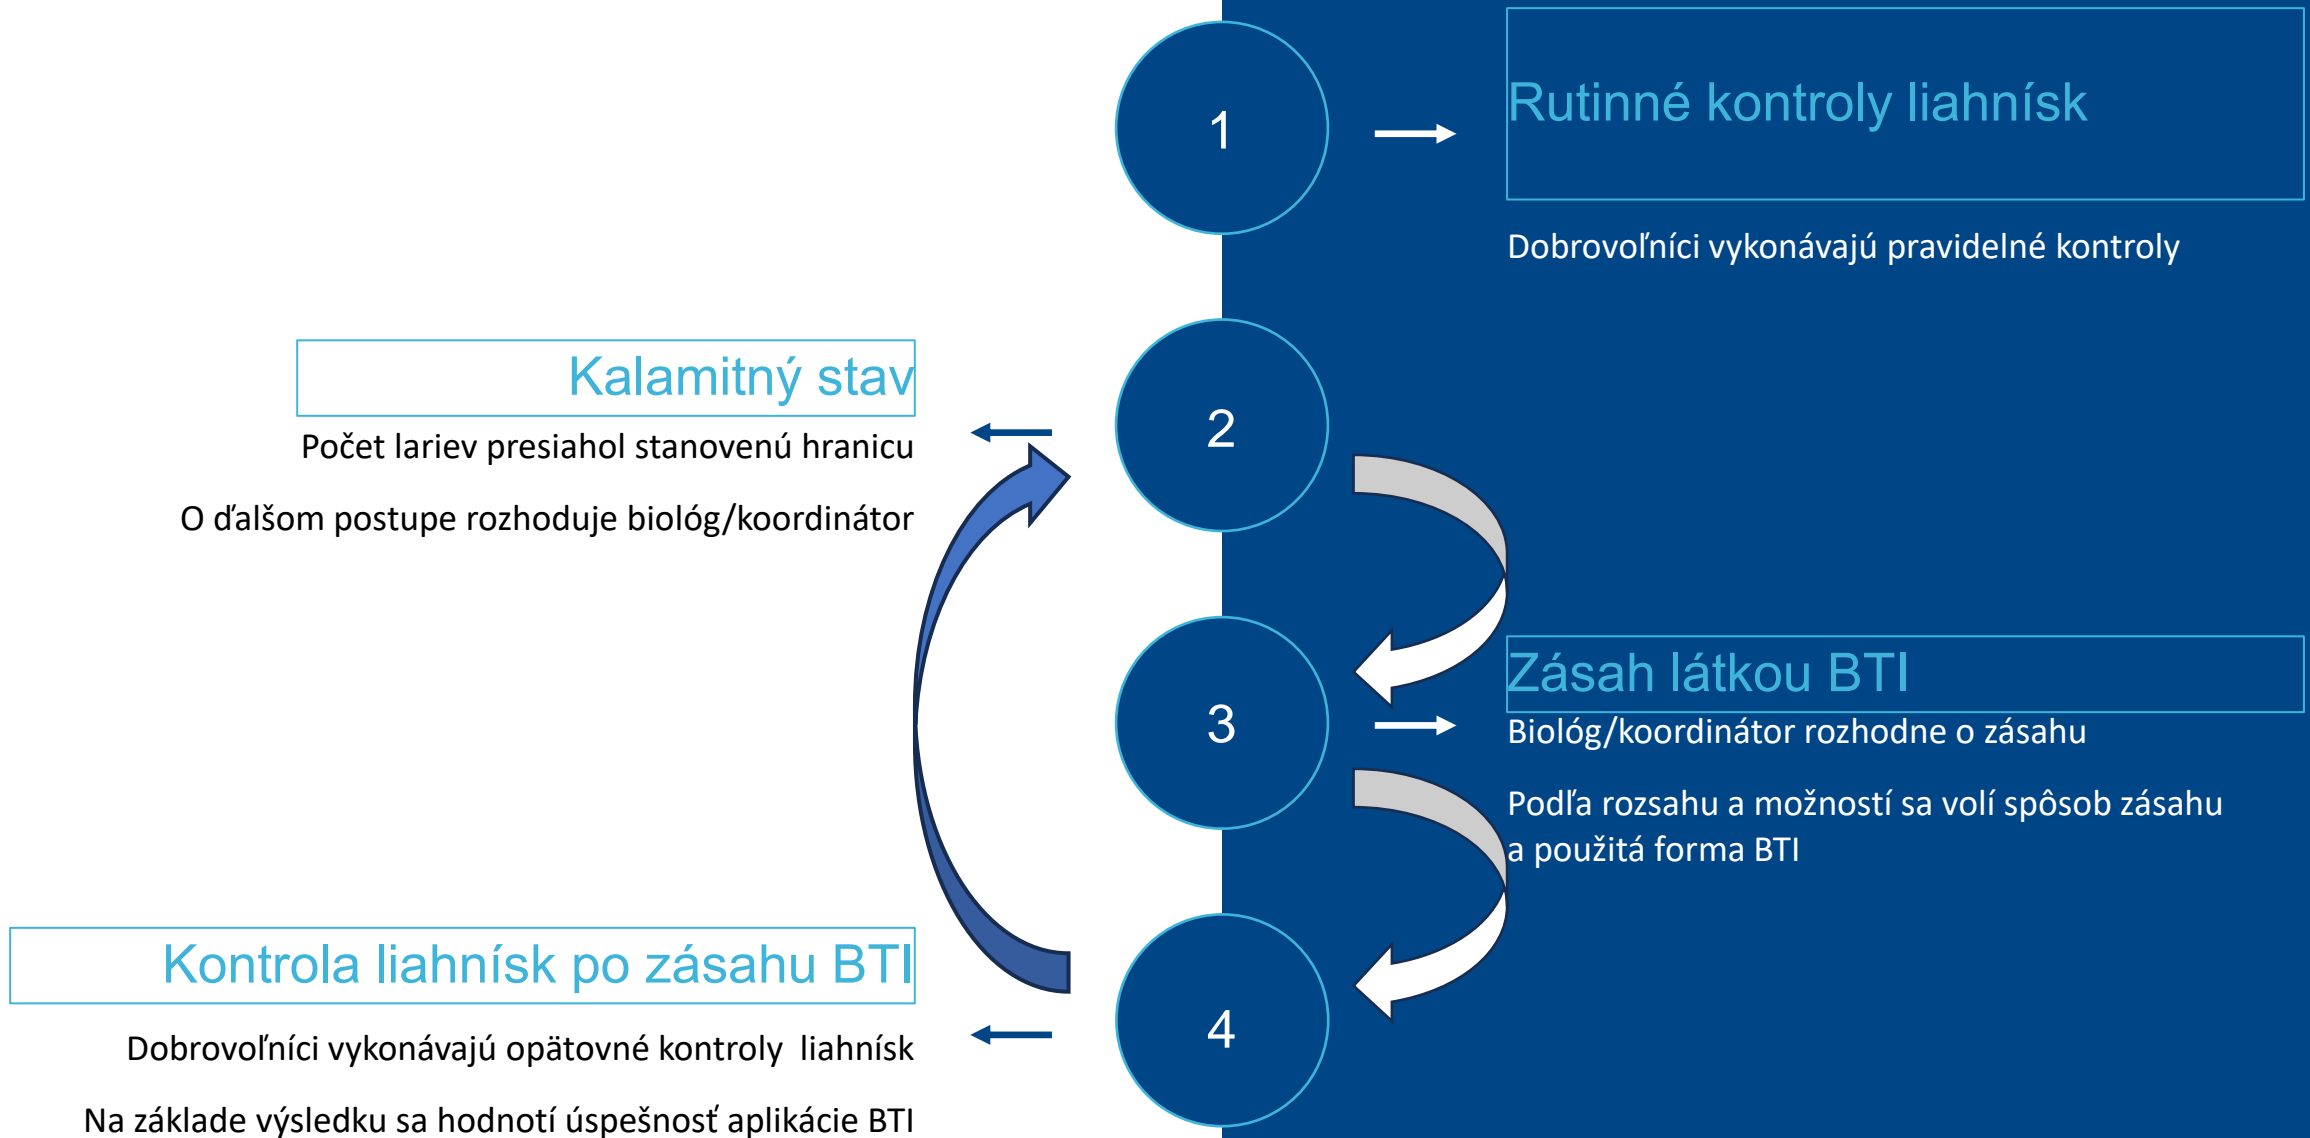 1
Rutinné kontroly liahnísk
Dobrovoľníci vykonávajú pravidelné kontroly
2
Kalamitný stav
Počet lariev presiahol stanovenú hranicu
O ďalšom postupe rozhoduje biológ/koordinátor
3
Zásah látkou BTI
Biológ/koordinátor rozhodne o zásahu
Podľa rozsahu a možností sa volí spôsob zásahu
a použitá forma BTI
4
Kontrola liahnísk po zásahu BTI
Dobrovoľníci vykonávajú opätovné kontroly  liahnísk
Na základe výsledku sa hodnotí úspešnosť aplikácie BTI